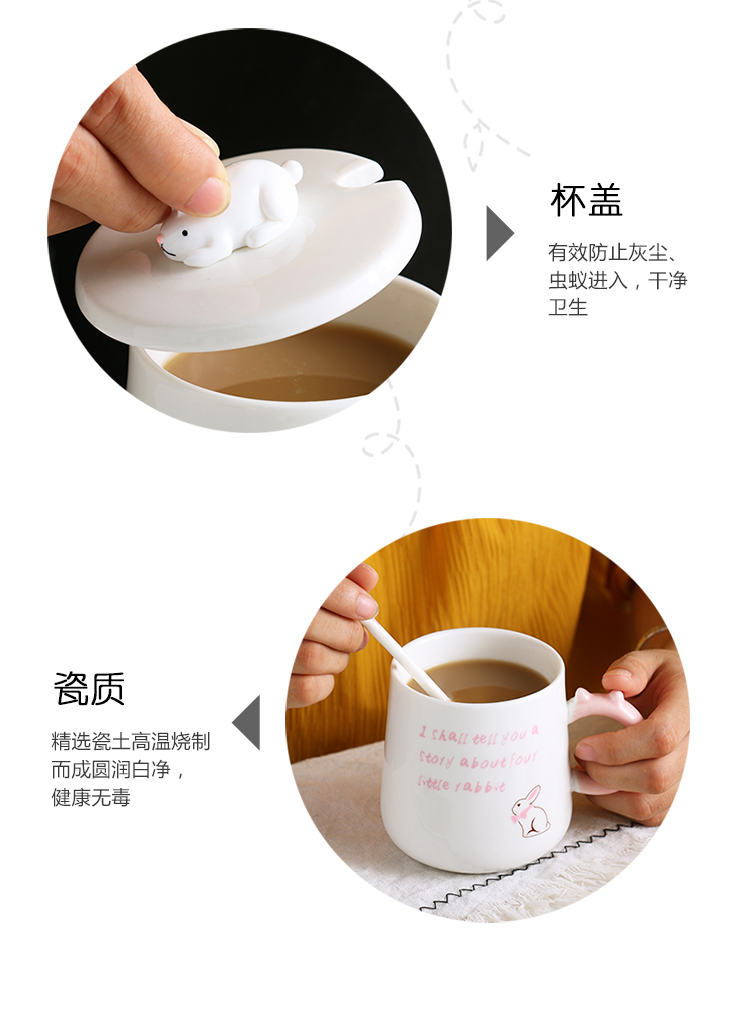 杯盖
有效防止灰尘、
虫蚁进入，干净
卫生
瓷质
精选瓷土高温烧制
而成圆润白净，
健康无毒
I shall tell you a
story about four
little rabbit